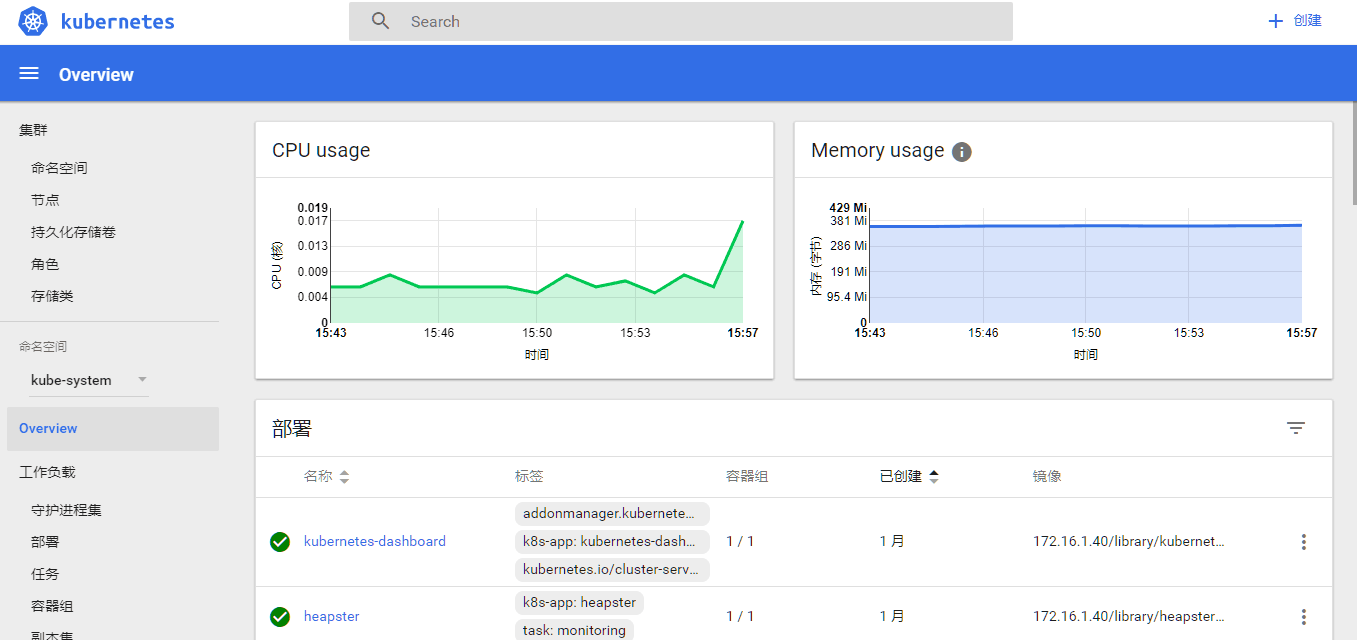 kubernetes
Search
创建
Overview
集群
命名空间
节点
持久化存储卷
角色
存储类
命名空间
kube-system
Overview
工作负载
守护进程集
部署
任务
容器组
副本集
CPU usage
0.019
0.017
0.013
0.009
0.004
0
CPU (核)
15:43 15:46 15:50 15:53 15:57
时间
Memory usage
429 Mi
381 Mi
286 Mi
191 Mi
95.4 Mi
0
内存 (字节)
15:43 15:46 15:50 15:53 15:57
时间
部署
名称 标签 容器组 已创建 镜像
addonmanager.kubernete...
kubernetes-dashboard k8s-app: kubernetes-dash... 1 / 1 1 月 172.16.1.40/library/kubernet...
kubernetes.io/cluster-serv...
k8s-app: heapster
heapster 1 / 1 1 月 172.16.1.40/library/heapster...
task: monitoring